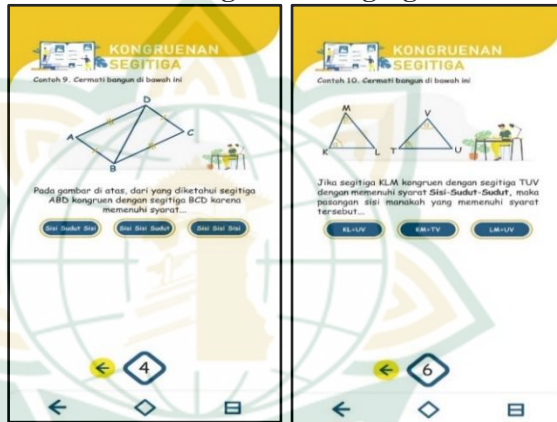 KONGRUENAN
SEGITIGA
Contoh 9. Cermati bangun di bawah ini
D
A
C
B
Pada gambar di atas, dari yang diketahui segitiga
ABD kongruen dengan segitiga BCD karena
memenuhi syarat...
Sisi Sudut Sisi
Sisi Sisi Sudut
Sisi Sisi Sisi
4
KONGRUENAN
SEGITIGA
Contoh 10. Cermati bangun di bawah ini
M
V
K
L
T
U
Jika segitiga KLM kongruen dengan segitiga TUV
dengan memenuhi syarat Sisi-Sudut-Sudut, maka
pasangan sisi manakah yang memenuhi syarat
tersebut...
KL=UV
KM=TV
LM=UV
6